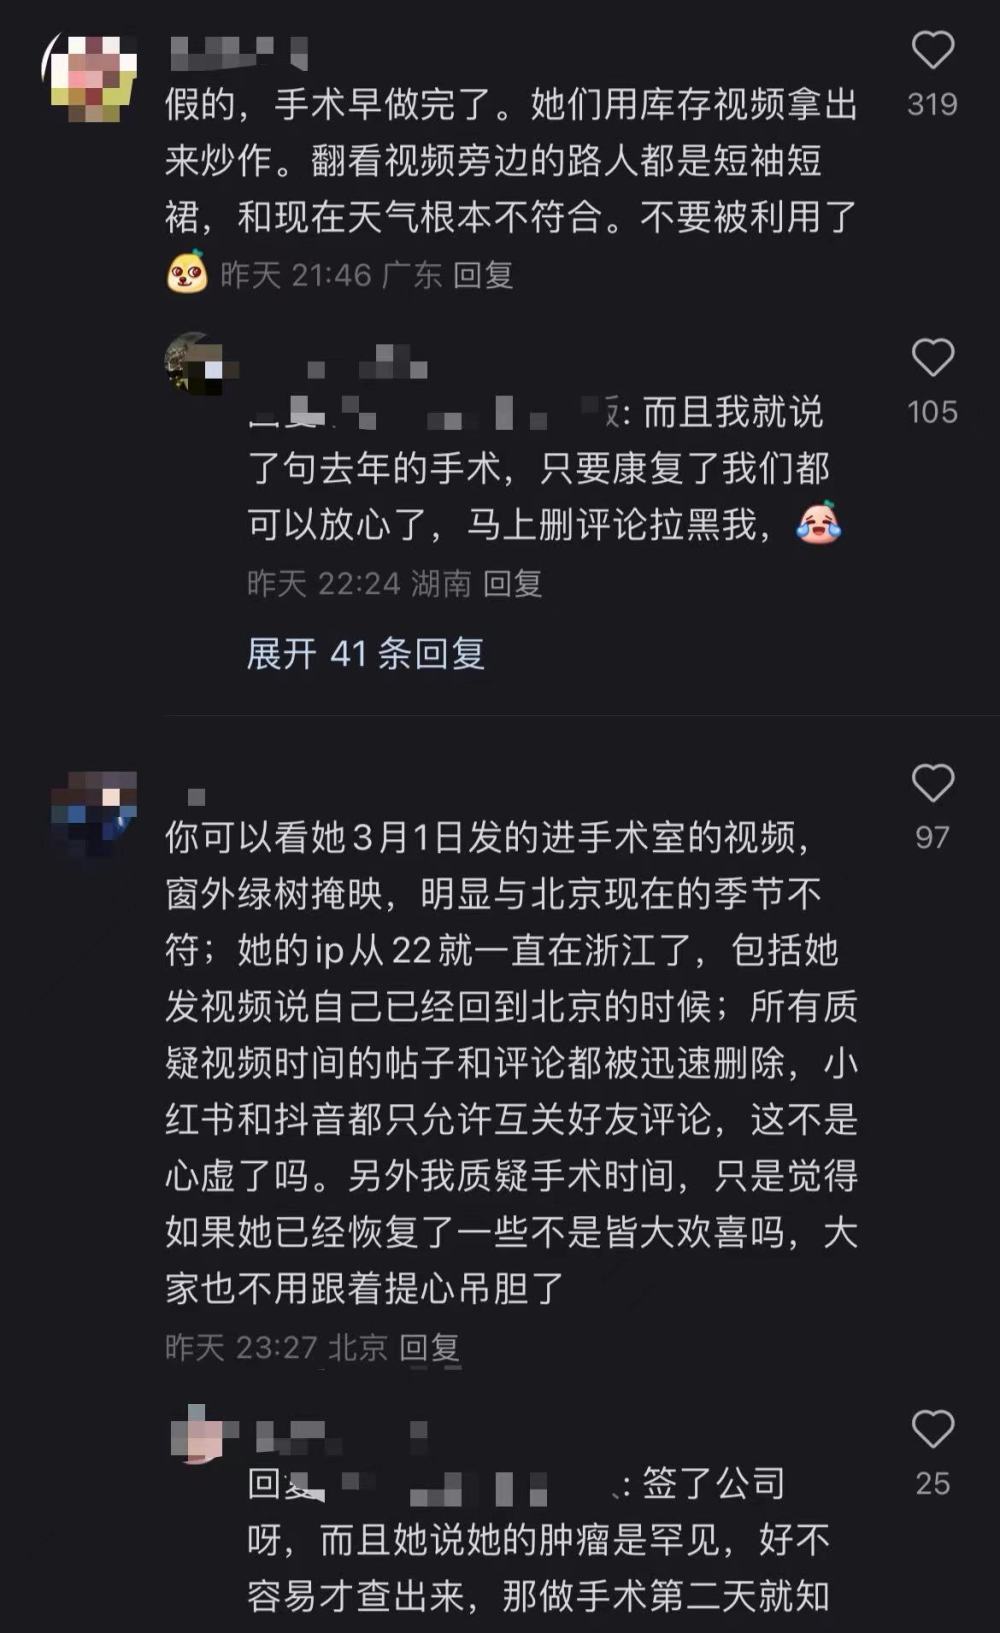 319
假的，手术早做完了。她们用库存视频拿出
来炒作。翻看视频旁边的路人都是短袖短
裙，和现在天气根本不符合。不要被利用了
昨天 21:46 广东 回复
105
: 而且我就说
了句去年的手术，只要康复了我们都
可以放心了，马上删评论拉黑我，
昨天 22:24 湖南 回复
展开 41 条回复
97
你可以看她3月1日发的进手术室的视频，
窗外绿树掩映，明显与北京现在的季节不
符；她的ip从22就一直在浙江了，包括她
发视频说自己已经回到北京的时候；所有质
疑视频时间的帖子和评论都被迅速删除，小
红书和抖音都只允许互关好友评论，这不是
心虚了吗。另外我质疑手术时间，只是觉得
如果她已经恢复了一些不是皆大欢喜吗，大
家也不用跟着提心吊胆了
昨天 23:27 北京 回复
25
回复 : 签了公司
呀，而且她说她的肿瘤是罕见，好不
容易才查出来，那做手术第二天就知